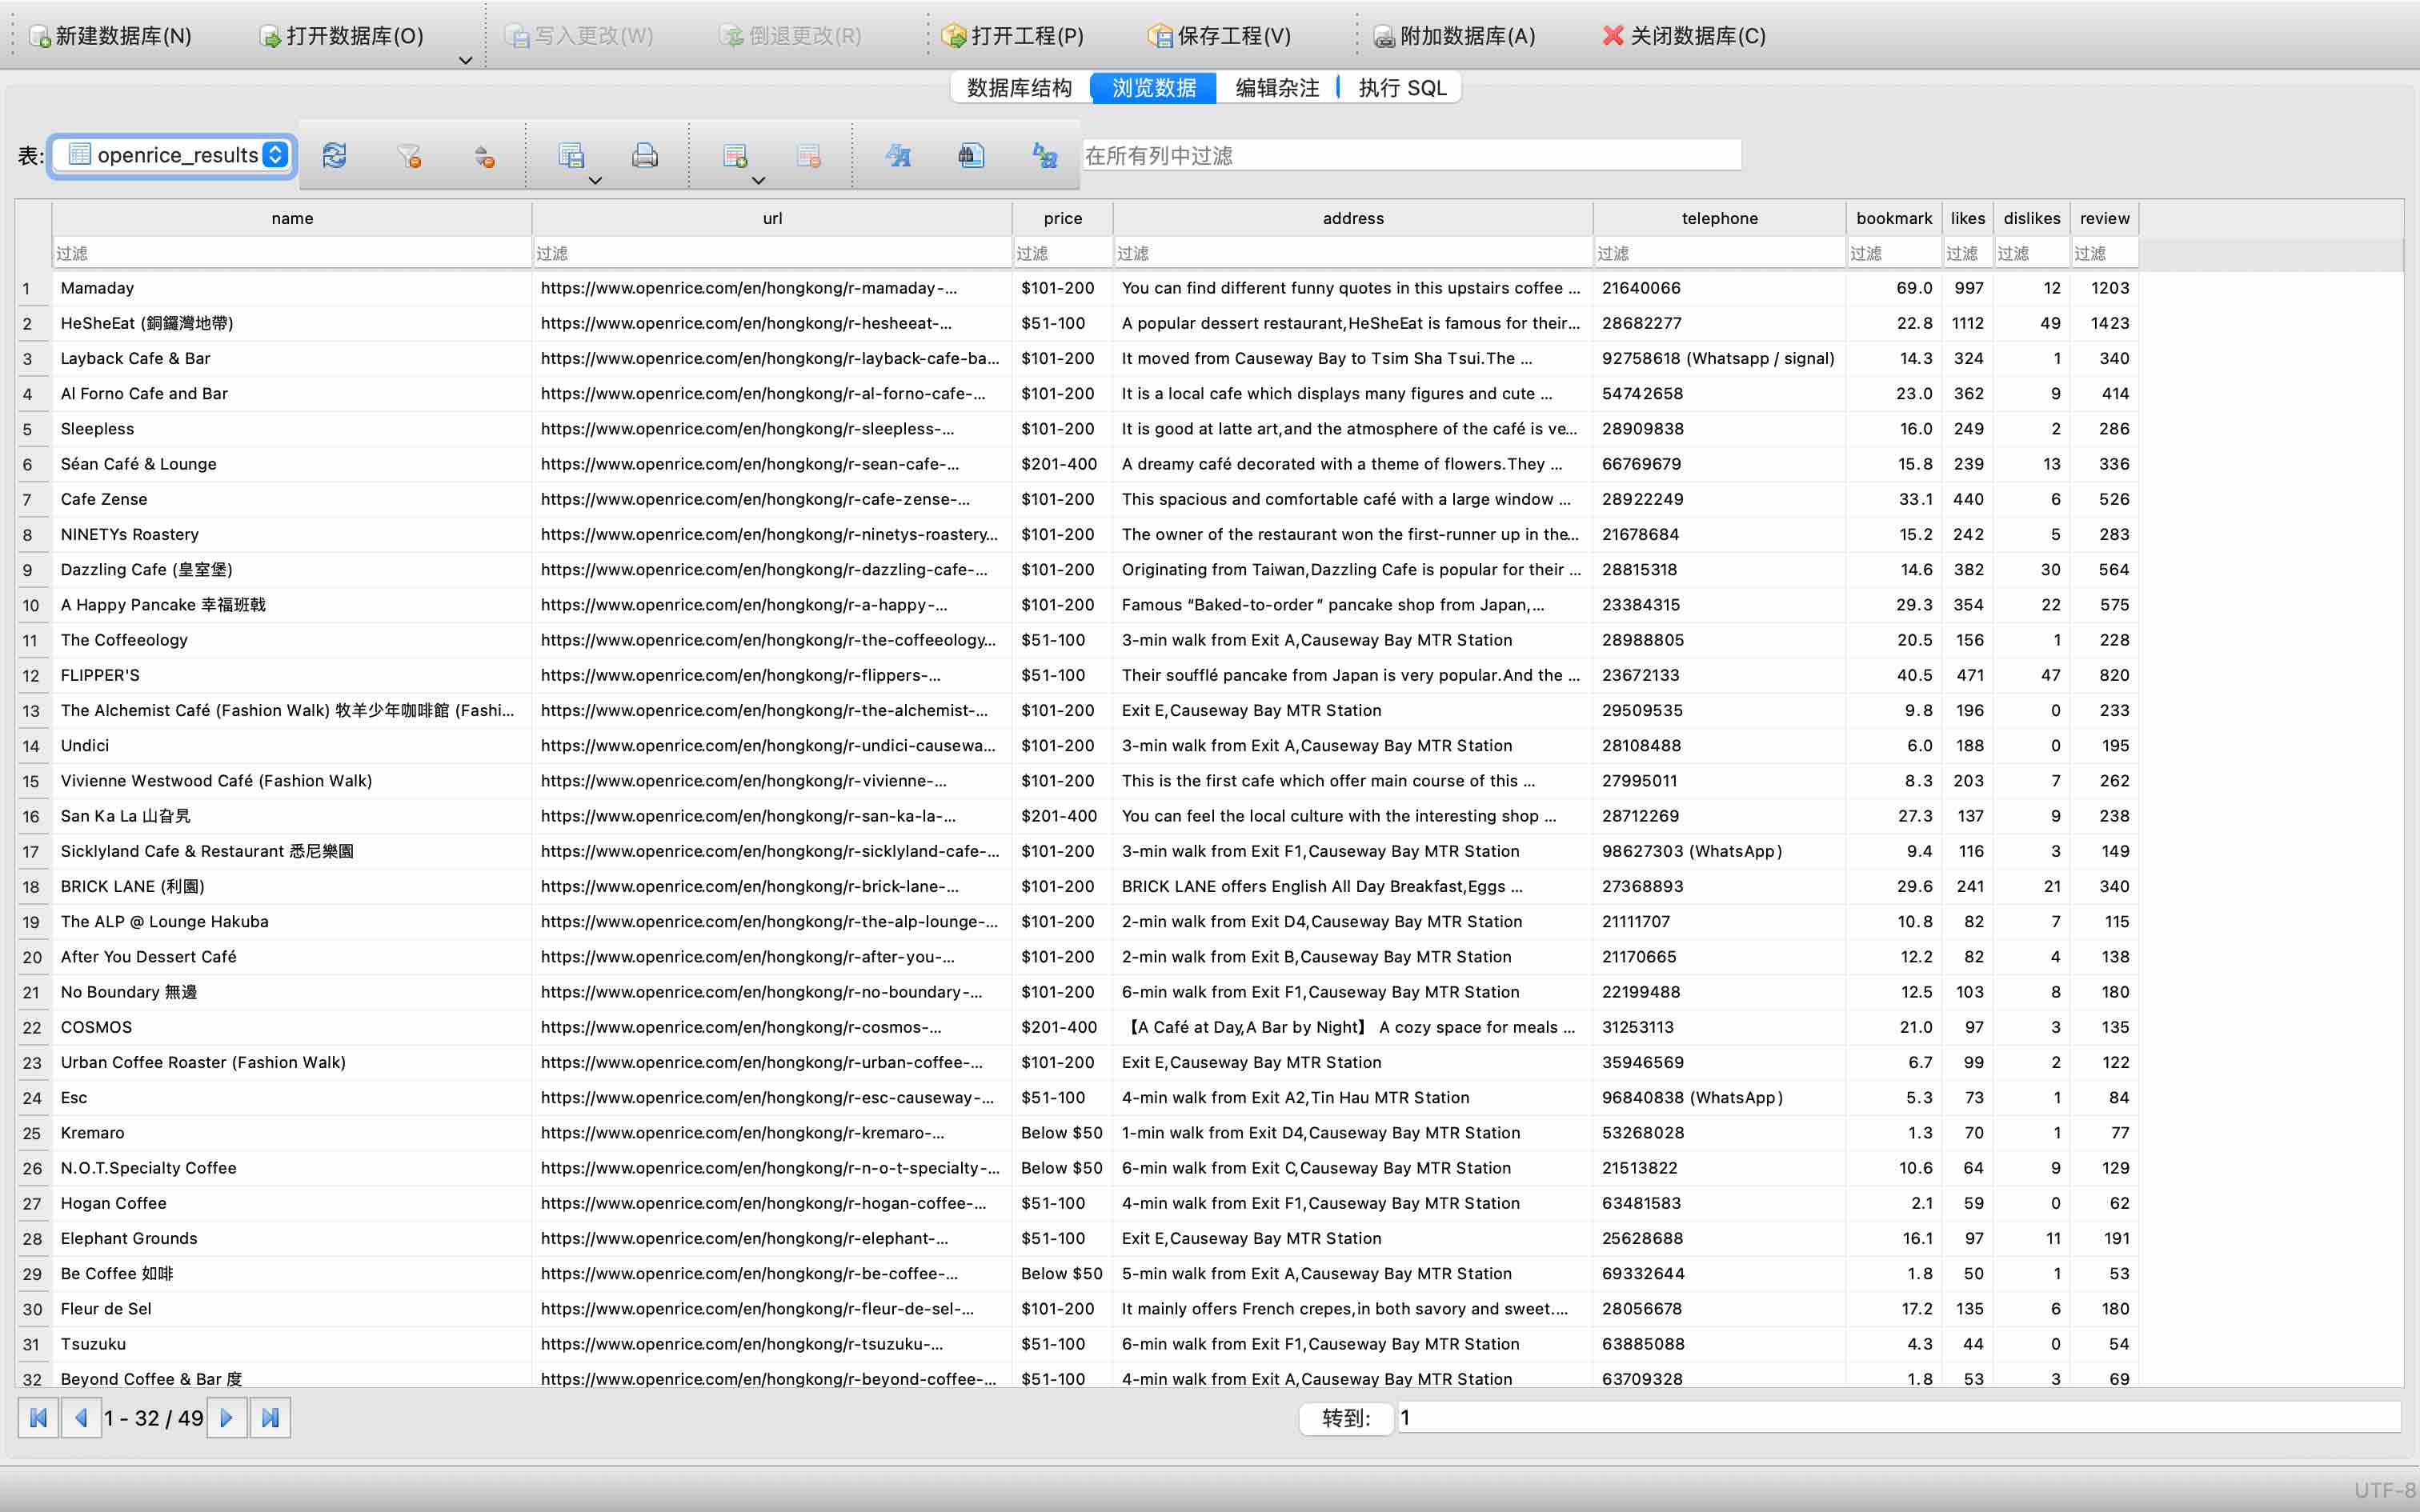 新建数据库(N) 打开数据库(O) 写入更改(W) 倒退更改(R) 打开工程(P) 保存工程(V) 附加数据库(A) 关闭数据库(C)
数据库结构 浏览数据 编辑杂注 执行 SQL
表: openrice_results 在所有列中过滤
name url price address telephone bookmark likes dislikes review
过滤 过滤 过滤 过滤 过滤 过滤 过滤 过滤 过滤
1 Mamaday https://www.openrice.com/en/hongkong/r-mamaday-... $101-200 You can find different funny quotes in this upstairs coffee ... 21640066 69.0 997 12 1203
2 HeSheEat (銅鑼灣地帶) https://www.openrice.com/en/hongkong/r-hesheeat-... $51-100 A popular dessert restaurant,HeSheEat is famous for their... 28682277 22.8 1112 49 1423
3 Layback Cafe & Bar https://www.openrice.com/en/hongkong/r-layback-cafe-ba... $101-200 It moved from Causeway Bay to Tsim Sha Tsui.The ... 92758618 (Whatsapp / signal) 14.3 324 1 340
4 Al Forno Cafe and Bar https://www.openrice.com/en/hongkong/r-al-forno-cafe-... $101-200 It is a local cafe which displays many figures and cute ... 54742658 23.0 362 9 414
5 Sleepless https://www.openrice.com/en/hongkong/r-sleepless-... $101-200 It is good at latte art,and the atmosphere of the café is ve... 28909838 16.0 249 2 286
6 Séan Café & Lounge https://www.openrice.com/en/hongkong/r-sean-cafe-... $201-400 A dreamy café decorated with a theme of flowers.They ... 66769679 15.8 239 13 336
7 Cafe Zense https://www.openrice.com/en/hongkong/r-cafe-zense-... $101-200 This spacious and comfortable café with a large window ... 28922249 33.1 440 6 526
8 NINETYs Roastery https://www.openrice.com/en/hongkong/r-ninetys-roastery... $101-200 The owner of the restaurant won the first-runner up in the... 21678684 15.2 242 5 283
9 Dazzling Cafe (皇室堡) https://www.openrice.com/en/hongkong/r-dazzling-cafe-... $101-200 Originating from Taiwan,Dazzling Cafe is popular for their ... 28815318 14.6 382 30 564
10 A Happy Pancake 幸福班戟 https://www.openrice.com/en/hongkong/r-a-happy-... $101-200 Famous “Baked-to-order” pancake shop from Japan,... 23384315 29.3 354 22 575
11 The Coffeeology https://www.openrice.com/en/hongkong/r-the-coffeeology... $51-100 3-min walk from Exit A,Causeway Bay MTR Station 28988805 20.5 156 1 228
12 FLIPPER'S https://www.openrice.com/en/hongkong/r-flippers-... $51-100 Their soufflé pancake from Japan is very popular.And the ... 23672133 40.5 471 47 820
13 The Alchemist Café (Fashion Walk) 牧羊少年咖啡館 (Fashi... https://www.openrice.com/en/hongkong/r-the-alchemist-... $101-200 Exit E,Causeway Bay MTR Station 29509535 9.8 196 0 233
14 Undici https://www.openrice.com/en/hongkong/r-undici-causewa... $101-200 3-min walk from Exit A,Causeway Bay MTR Station 28108488 6.0 188 0 195
15 Vivienne Westwood Café (Fashion Walk) https://www.openrice.com/en/hongkong/r-vivienne-... $101-200 This is the first cafe which offer main course of this ... 27995011 8.3 203 7 262
16 San Ka La 山旮旯 https://www.openrice.com/en/hongkong/r-san-ka-la-... $201-400 You can feel the local culture with the interesting shop ... 28712269 27.3 137 9 238
17 Sicklyland Cafe & Restaurant 悉尼樂園 https://www.openrice.com/en/hongkong/r-sicklyland-cafe-... $101-200 3-min walk from Exit F1,Causeway Bay MTR Station 98627303 (WhatsApp) 9.4 116 3 149
18 BRICK LANE (利園) https://www.openrice.com/en/hongkong/r-brick-lane-... $101-200 BRICK LANE offers English All Day Breakfast,Eggs ... 27368893 29.6 241 21 340
19 The ALP @ Lounge Hakuba https://www.openrice.com/en/hongkong/r-the-alp-lounge-... $101-200 2-min walk from Exit D4,Causeway Bay MTR Station 21111707 10.8 82 7 115
20 After You Dessert Café https://www.openrice.com/en/hongkong/r-after-you-... $101-200 2-min walk from Exit B,Causeway Bay MTR Station 21170665 12.2 82 4 138
21 No Boundary 無邊 https://www.openrice.com/en/hongkong/r-no-boundary-... $101-200 6-min walk from Exit F1,Causeway Bay MTR Station 22199488 12.5 103 8 180
22 COSMOS https://www.openrice.com/en/hongkong/r-cosmos-... $201-400 【A Café at Day,A Bar by Night】 A cozy space for meals ... 31253113 21.0 97 3 135
23 Urban Coffee Roaster (Fashion Walk) https://www.openrice.com/en/hongkong/r-urban-coffee-... $101-200 Exit E,Causeway Bay MTR Station 35946569 6.7 99 2 122
24 Esc https://www.openrice.com/en/hongkong/r-esc-causeway-... $51-100 4-min walk from Exit A2,Tin Hau MTR Station 96840838 (WhatsApp) 5.3 73 1 84
25 Kremaro https://www.openrice.com/en/hongkong/r-kremaro-... Below $50 1-min walk from Exit D4,Causeway Bay MTR Station 53268028 1.3 70 1 77
26 N.O.T.Specialty Coffee https://www.openrice.com/en/hongkong/r-n-o-t-specialty-... Below $50 6-min walk from Exit C,Causeway Bay MTR Station 21513822 10.6 64 9 129
27 Hogan Coffee https://www.openrice.com/en/hongkong/r-hogan-coffee-... $51-100 4-min walk from Exit F1,Causeway Bay MTR Station 63481583 2.1 59 0 62
28 Elephant Grounds https://www.openrice.com/en/hongkong/r-elephant-... $51-100 Exit E,Causeway Bay MTR Station 25628688 16.1 97 11 191
29 Be Coffee 如啡 https://www.openrice.com/en/hongkong/r-be-coffee-... Below $50 5-min walk from Exit A,Causeway Bay MTR Station 69332644 1.8 50 1 53
30 Fleur de Sel https://www.openrice.com/en/hongkong/r-fleur-de-sel-... $101-200 It mainly offers French crepes,in both savory and sweet.... 28056678 17.2 135 6 180
31 Tsuzuku https://www.openrice.com/en/hongkong/r-tsuzuku-... $51-100 6-min walk from Exit F1,Causeway Bay MTR Station 63885088 4.3 44 0 54
32 Beyond Coffee & Bar 度 https://www.openrice.com/en/hongkong/r-beyond-coffee-... $51-100 4-min walk from Exit A,Causeway Bay MTR Station 63709328 1.8 53 3 69
1 - 32 / 49 转到: 1
UTF-8